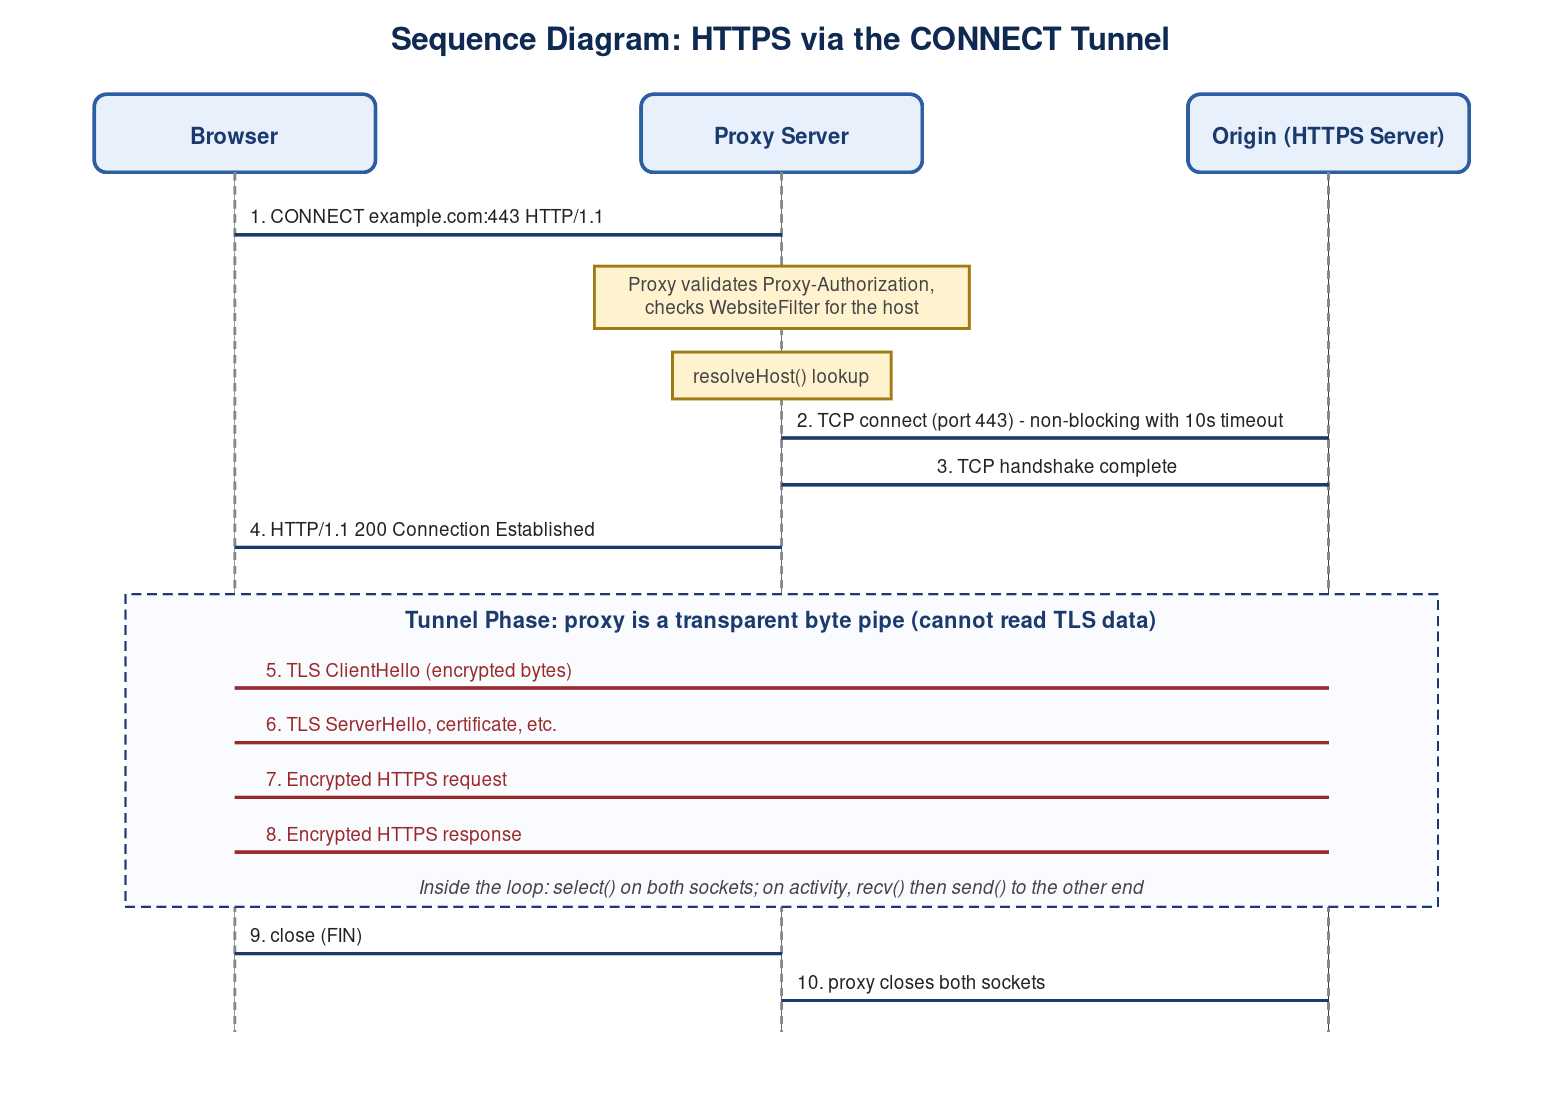 Sequence Diagram: HTTPS via the CONNECT Tunnel
Browser
Proxy Server
Origin (HTTPS Server)
1. CONNECT example.com:443 HTTP/1.1
Proxy validates Proxy-Authorization,
checks WebsiteFilter for the host
resolveHost() lookup
2. TCP connect (port 443) - non-blocking with 10s timeout
3. TCP handshake complete
4. HTTP/1.1 200 Connection Established
Tunnel Phase: proxy is a transparent byte pipe (cannot read TLS data)
5. TLS ClientHello (encrypted bytes)
6. TLS ServerHello, certificate, etc.
7. Encrypted HTTPS request
8. Encrypted HTTPS response
Inside the loop: select() on both sockets; on activity, recv() then send() to the other end
9. close (FIN)
10. proxy closes both sockets